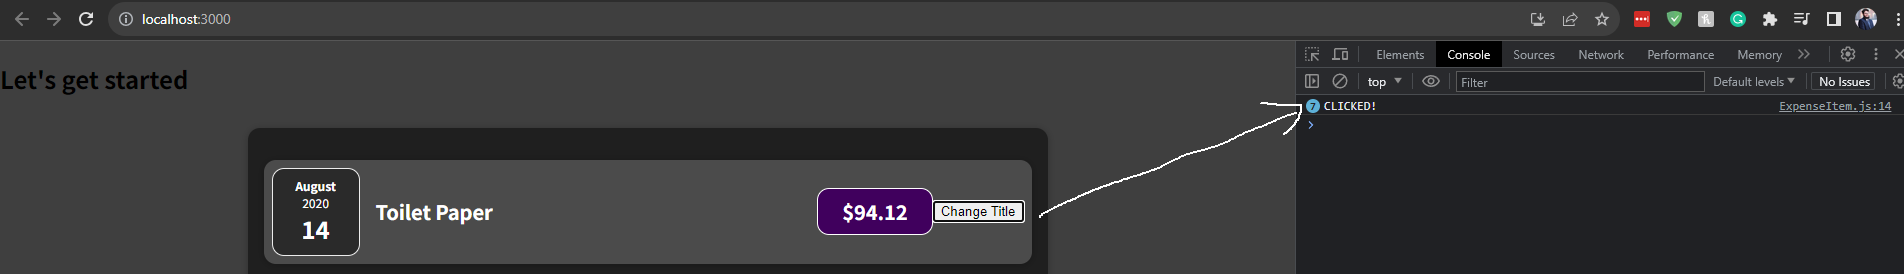 localhost:3000
Elements Console Sources Network Performance Memory
top Filter Default levels No Issues
7 CLICKED! ExpenseItem.js:14
Let's get started
August
2020
14
Toilet Paper
$94.12
Change Title